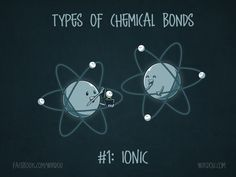 TYPES OF CHEMICAL BONDS
#1: IONIC